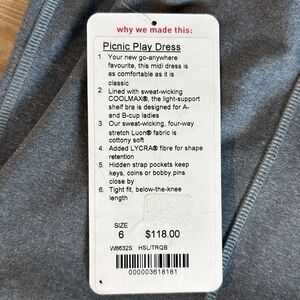 why we made this:
Picnic Play Dress
1. Your new go-anywhere
favourite, this midi dress is
as comfortable as it is
classic
2. Lined with sweat-wicking
COOLMAX®, the light-support
shelf bra is designed for A-
and B-cup ladies
3. Our sweat-wicking, four-way
stretch Luon® fabric is
cottony soft
4. Added LYCRA® fibre for shape
retention
5. Hidden strap pockets keep
keys, coins or bobby pins
close by
6. Tight fit, below-the-knee
length
SIZE
6 $118.00
W8632S HSL/TRQB
000003618181